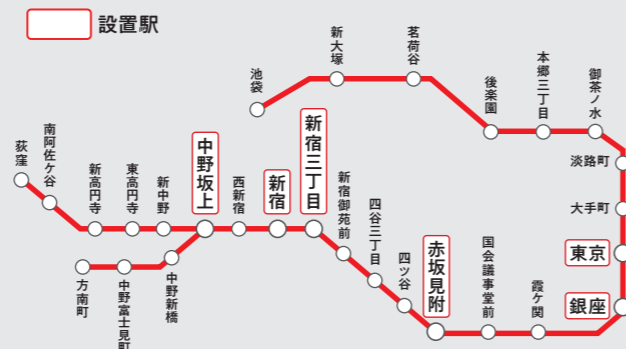 設置駅
池袋
新大塚
茗荷谷
後楽園
本郷三丁目
御茶ノ水
淡路町
大手町
東京
銀座
霞ケ関
国会議事堂前
赤坂見附
四ツ谷
四谷三丁目
新宿御苑前
新宿三丁目
新宿
西新宿
中野坂上
新中野
東高円寺
新高円寺
南阿佐ケ谷
荻窪
中野新橋
中野富士見町
方南町